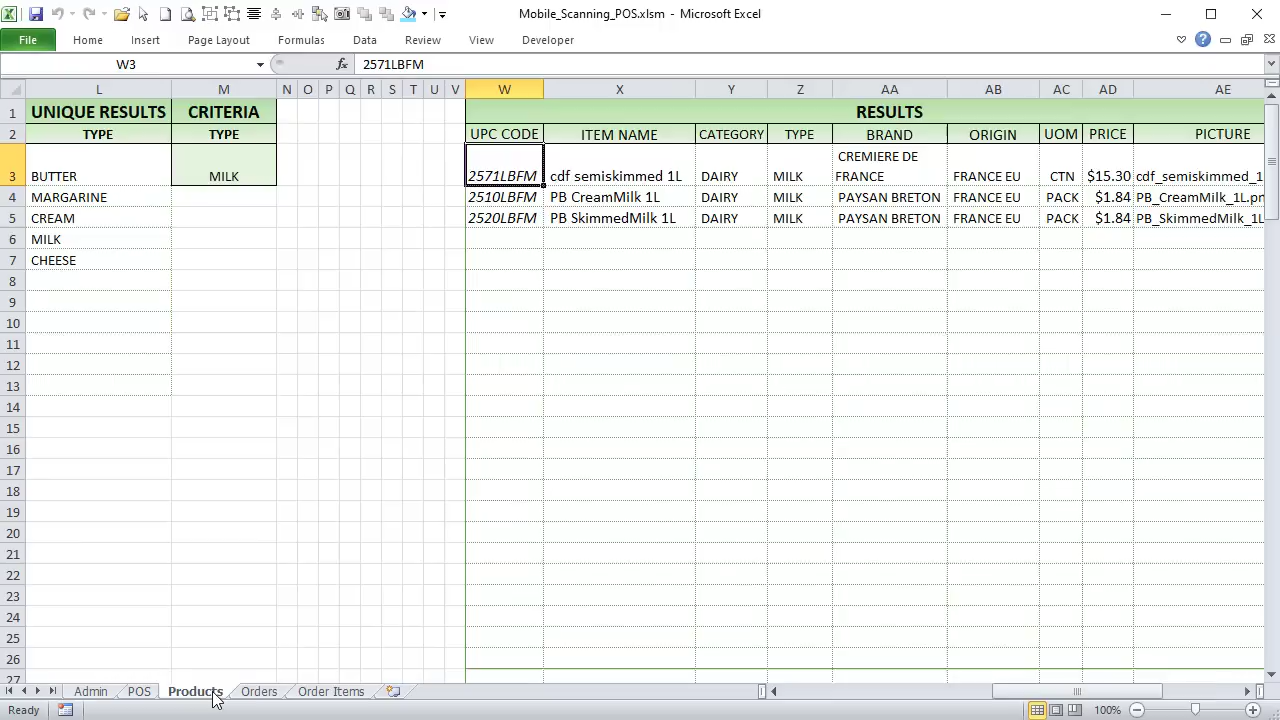 Mobile_Scanning_POS.xlsm - Microsoft Excel
File Home Insert Page Layout Formulas Data Review View Developer
W3 fx 2571LBFM
L M N O P Q R S T U V W X Y Z AA AB AC AD AE
1 UNIQUE RESULTS CRITERIA RESULTS
2 TYPE TYPE UPC CODE ITEM NAME CATEGORY TYPE BRAND ORIGIN UOM PRICE PICTURE
CREMIERE DE
3 BUTTER MILK 2571LBFM cdf semiskimmed 1L DAIRY MILK FRANCE FRANCE EU CTN $15.30 cdf_semiskimmed_1
4 MARGARINE 2510LBFM PB CreamMilk 1L DAIRY MILK PAYSAN BRETON FRANCE EU PACK $1.84 PB_CreamMilk_1L.pn
5 CREAM 2520LBFM PB SkimmedMilk 1L DAIRY MILK PAYSAN BRETON FRANCE EU PACK $1.84 PB_SkimmedMilk_1L
6 MILK
7 CHEESE
8
9
10
11
12
13
14
15
16
17
18
19
20
21
22
23
24
25
26
27
Admin POS Products Orders Order Items
Ready 100%